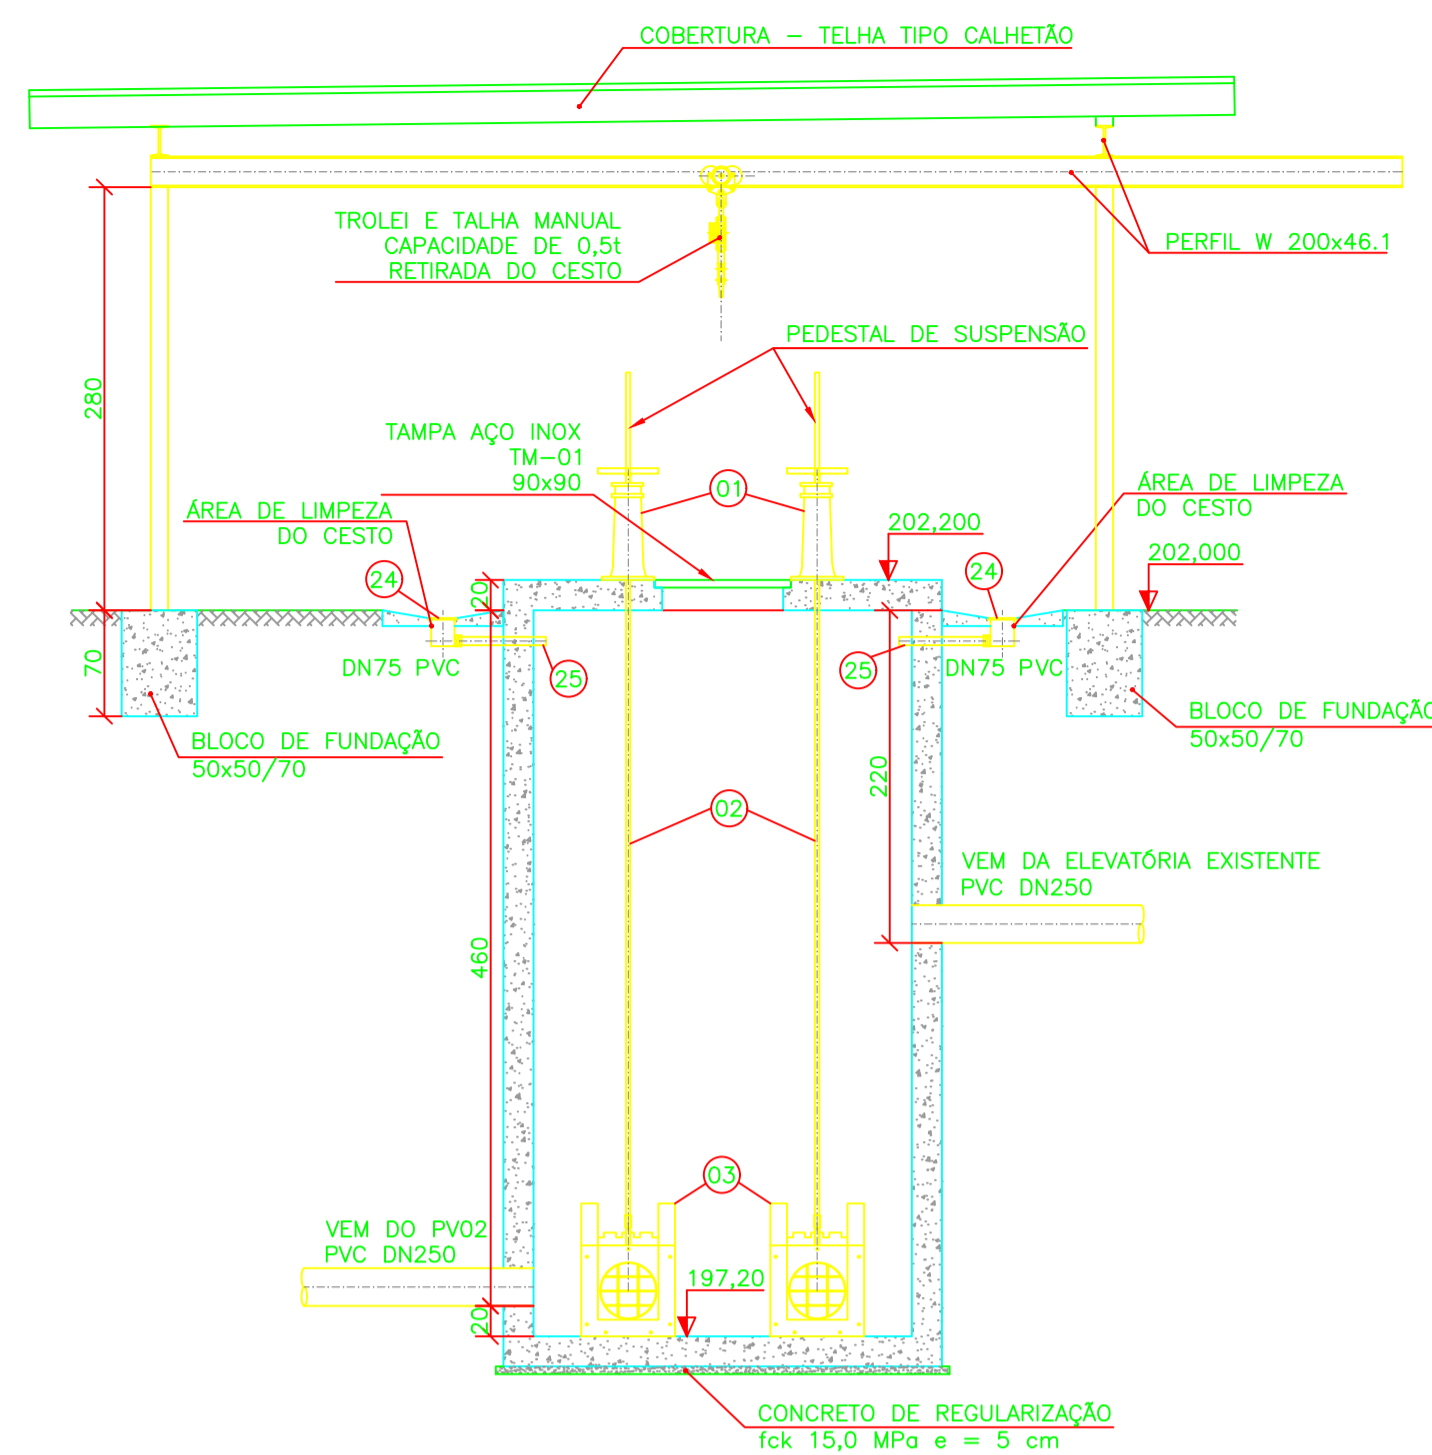 COBERTURA – TELHA TIPO CALHETÃO
TROLEI E TALHA MANUAL
CAPACIDADE DE 0,5t
RETIRADA DO CESTO
PERFIL W 200x46.1
PEDESTAL DE SUSPENSÃO
280
TAMPA AÇO INOX
TM-01
90x90
01
ÁREA DE LIMPEZA
DO CESTO
ÁREA DE LIMPEZA
DO CESTO
202,200
202,000
24
24
20
70
DN75 PVC
25
25
DN75 PVC
BLOCO DE FUNDAÇÃO
50x50/70
BLOCO DE FUNDAÇÃO
50x50/70
220
02
VEM DA ELEVATÓRIA EXISTENTE
PVC DN250
460
03
VEM DO PV02
PVC DN250
197,20
20
CONCRETO DE REGULARIZAÇÃO
fck 15,0 MPa e = 5 cm